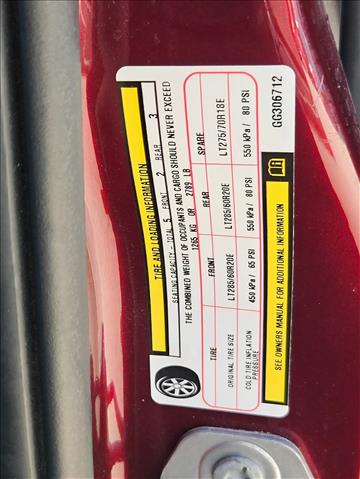 TIRE AND LOADING INFORMATION
SEATING CAPACITY - TOTAL 5 FRONT 2 REAR 3
THE COMBINED WEIGHT OF OCCUPANTS AND CARGO SHOULD NEVER EXCEED
1265 KG OR 2789 LB
TIRE FRONT REAR SPARE
ORIGINAL TIRE SIZE LT285/60R20E LT285/60R20E LT275/70R18E
COLD TIRE INFLATION PRESSURE 450 kPa / 65 PSI 550 kPa / 80 PSI 550 kPa / 80 PSI
SEE OWNERS MANUAL FOR ADDITIONAL INFORMATION
GG306712